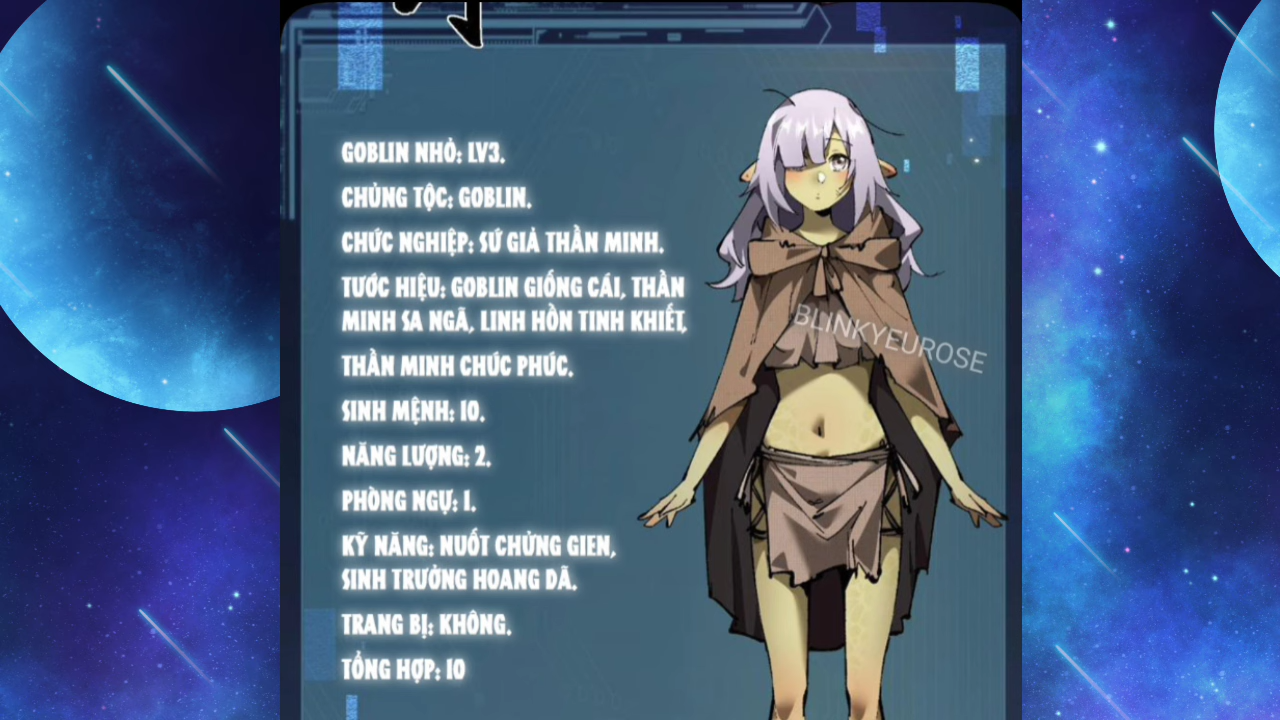 GOBLIN NHỎ: LV3.
CHỦNG TỘC: GOBLIN.
CHỨC NGHIỆP: SỨ GIẢ THẦN MINH.
TƯỚC HIỆU: GOBLIN GIỐNG CÁI, THẦN
MINH SA NGÃ, LINH HỒN TINH KHIẾT,
THẦN MINH CHÚC PHÚC.
SINH MỆNH: 10.
NĂNG LƯỢNG: 2.
PHÒNG NGỰ: 1.
KỸ NĂNG: NUỐT CHỬNG GIEN,
SINH TRƯỞNG HOANG DÃ.
TRANG BỊ: KHÔNG.
TỔNG HỢP: 10
BLINKYEUROSE